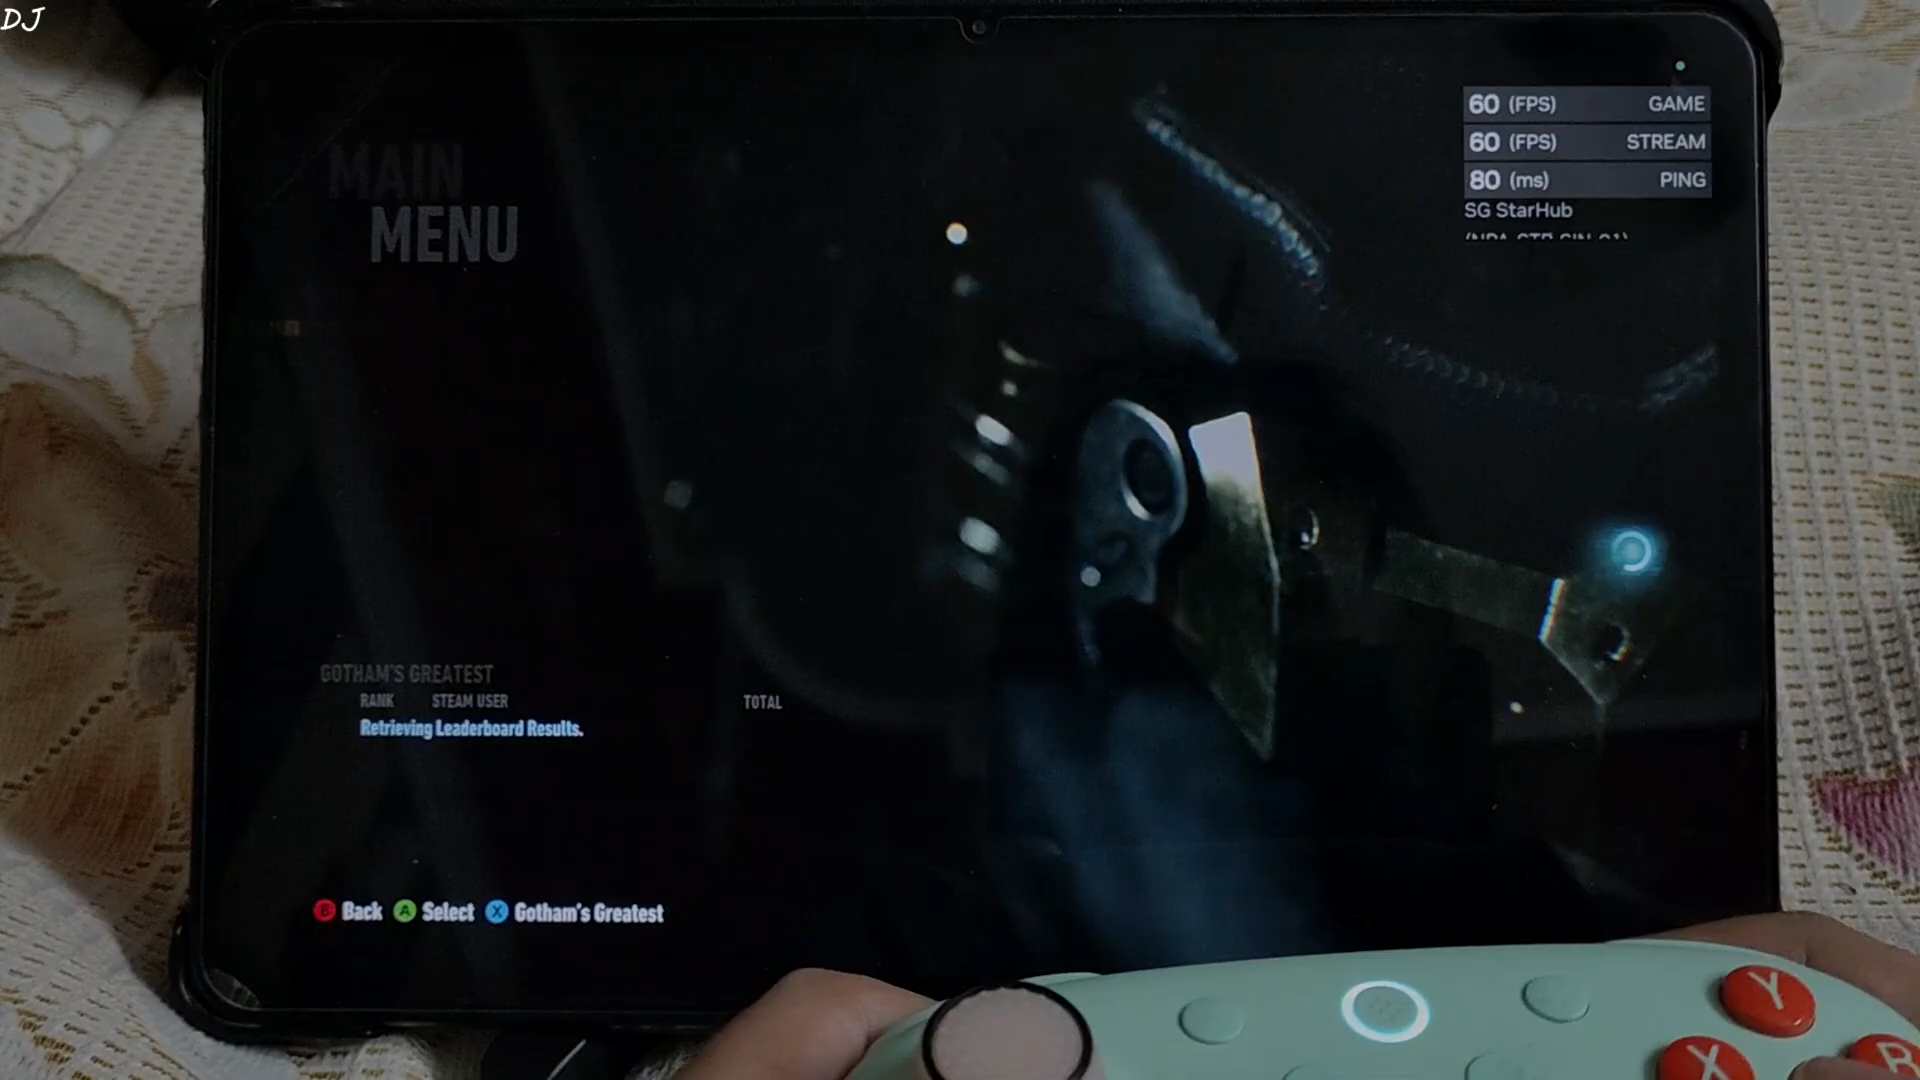 DJ
60 (FPS) GAME
60 (FPS) STREAM
80 (ms) PING
SG StarHub
MAIN
MENU
GOTHAM'S GREATEST
RANK STEAM USER TOTAL
Retrieving Leaderboard Results.
B Back A Select X Gotham's Greatest
Y
X
B